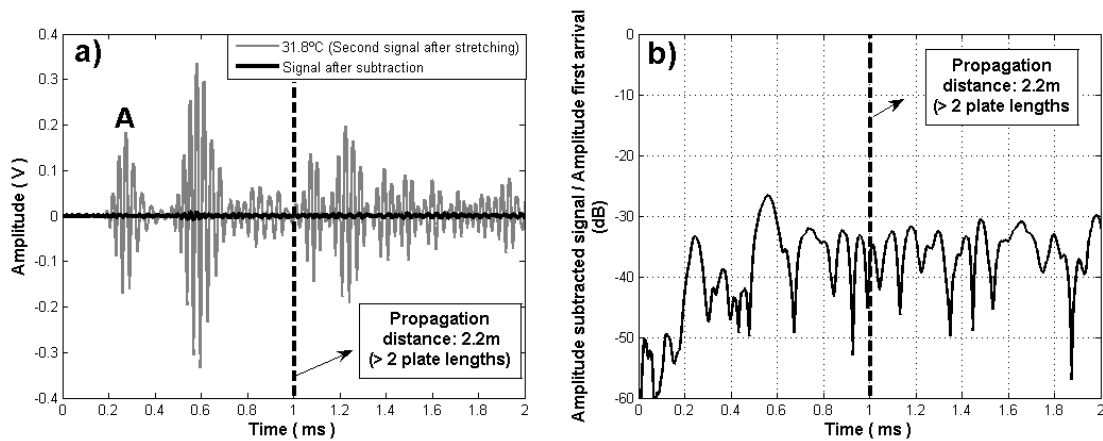 a)
31.8ºC (Second signal after stretching)
Signal after subtraction
A
Amplitude ( V )
0.4
0.3
0.2
0.1
0
-0.1
-0.2
-0.3
-0.4
Propagation
distance: 2.2m
(> 2 plate lengths)
0 0.2 0.4 0.6 0.8 1 1.2 1.4 1.6 1.8 2
Time ( ms )
b)
Amplitude subtracted signal / Amplitude first arrival
(dB)
0
-10
-20
-30
-40
-50
-60
Propagation
distance: 2.2m
(> 2 plate lengths
0 0.2 0.4 0.6 0.8 1 1.2 1.4 1.6 1.8 2
Time ( ms )